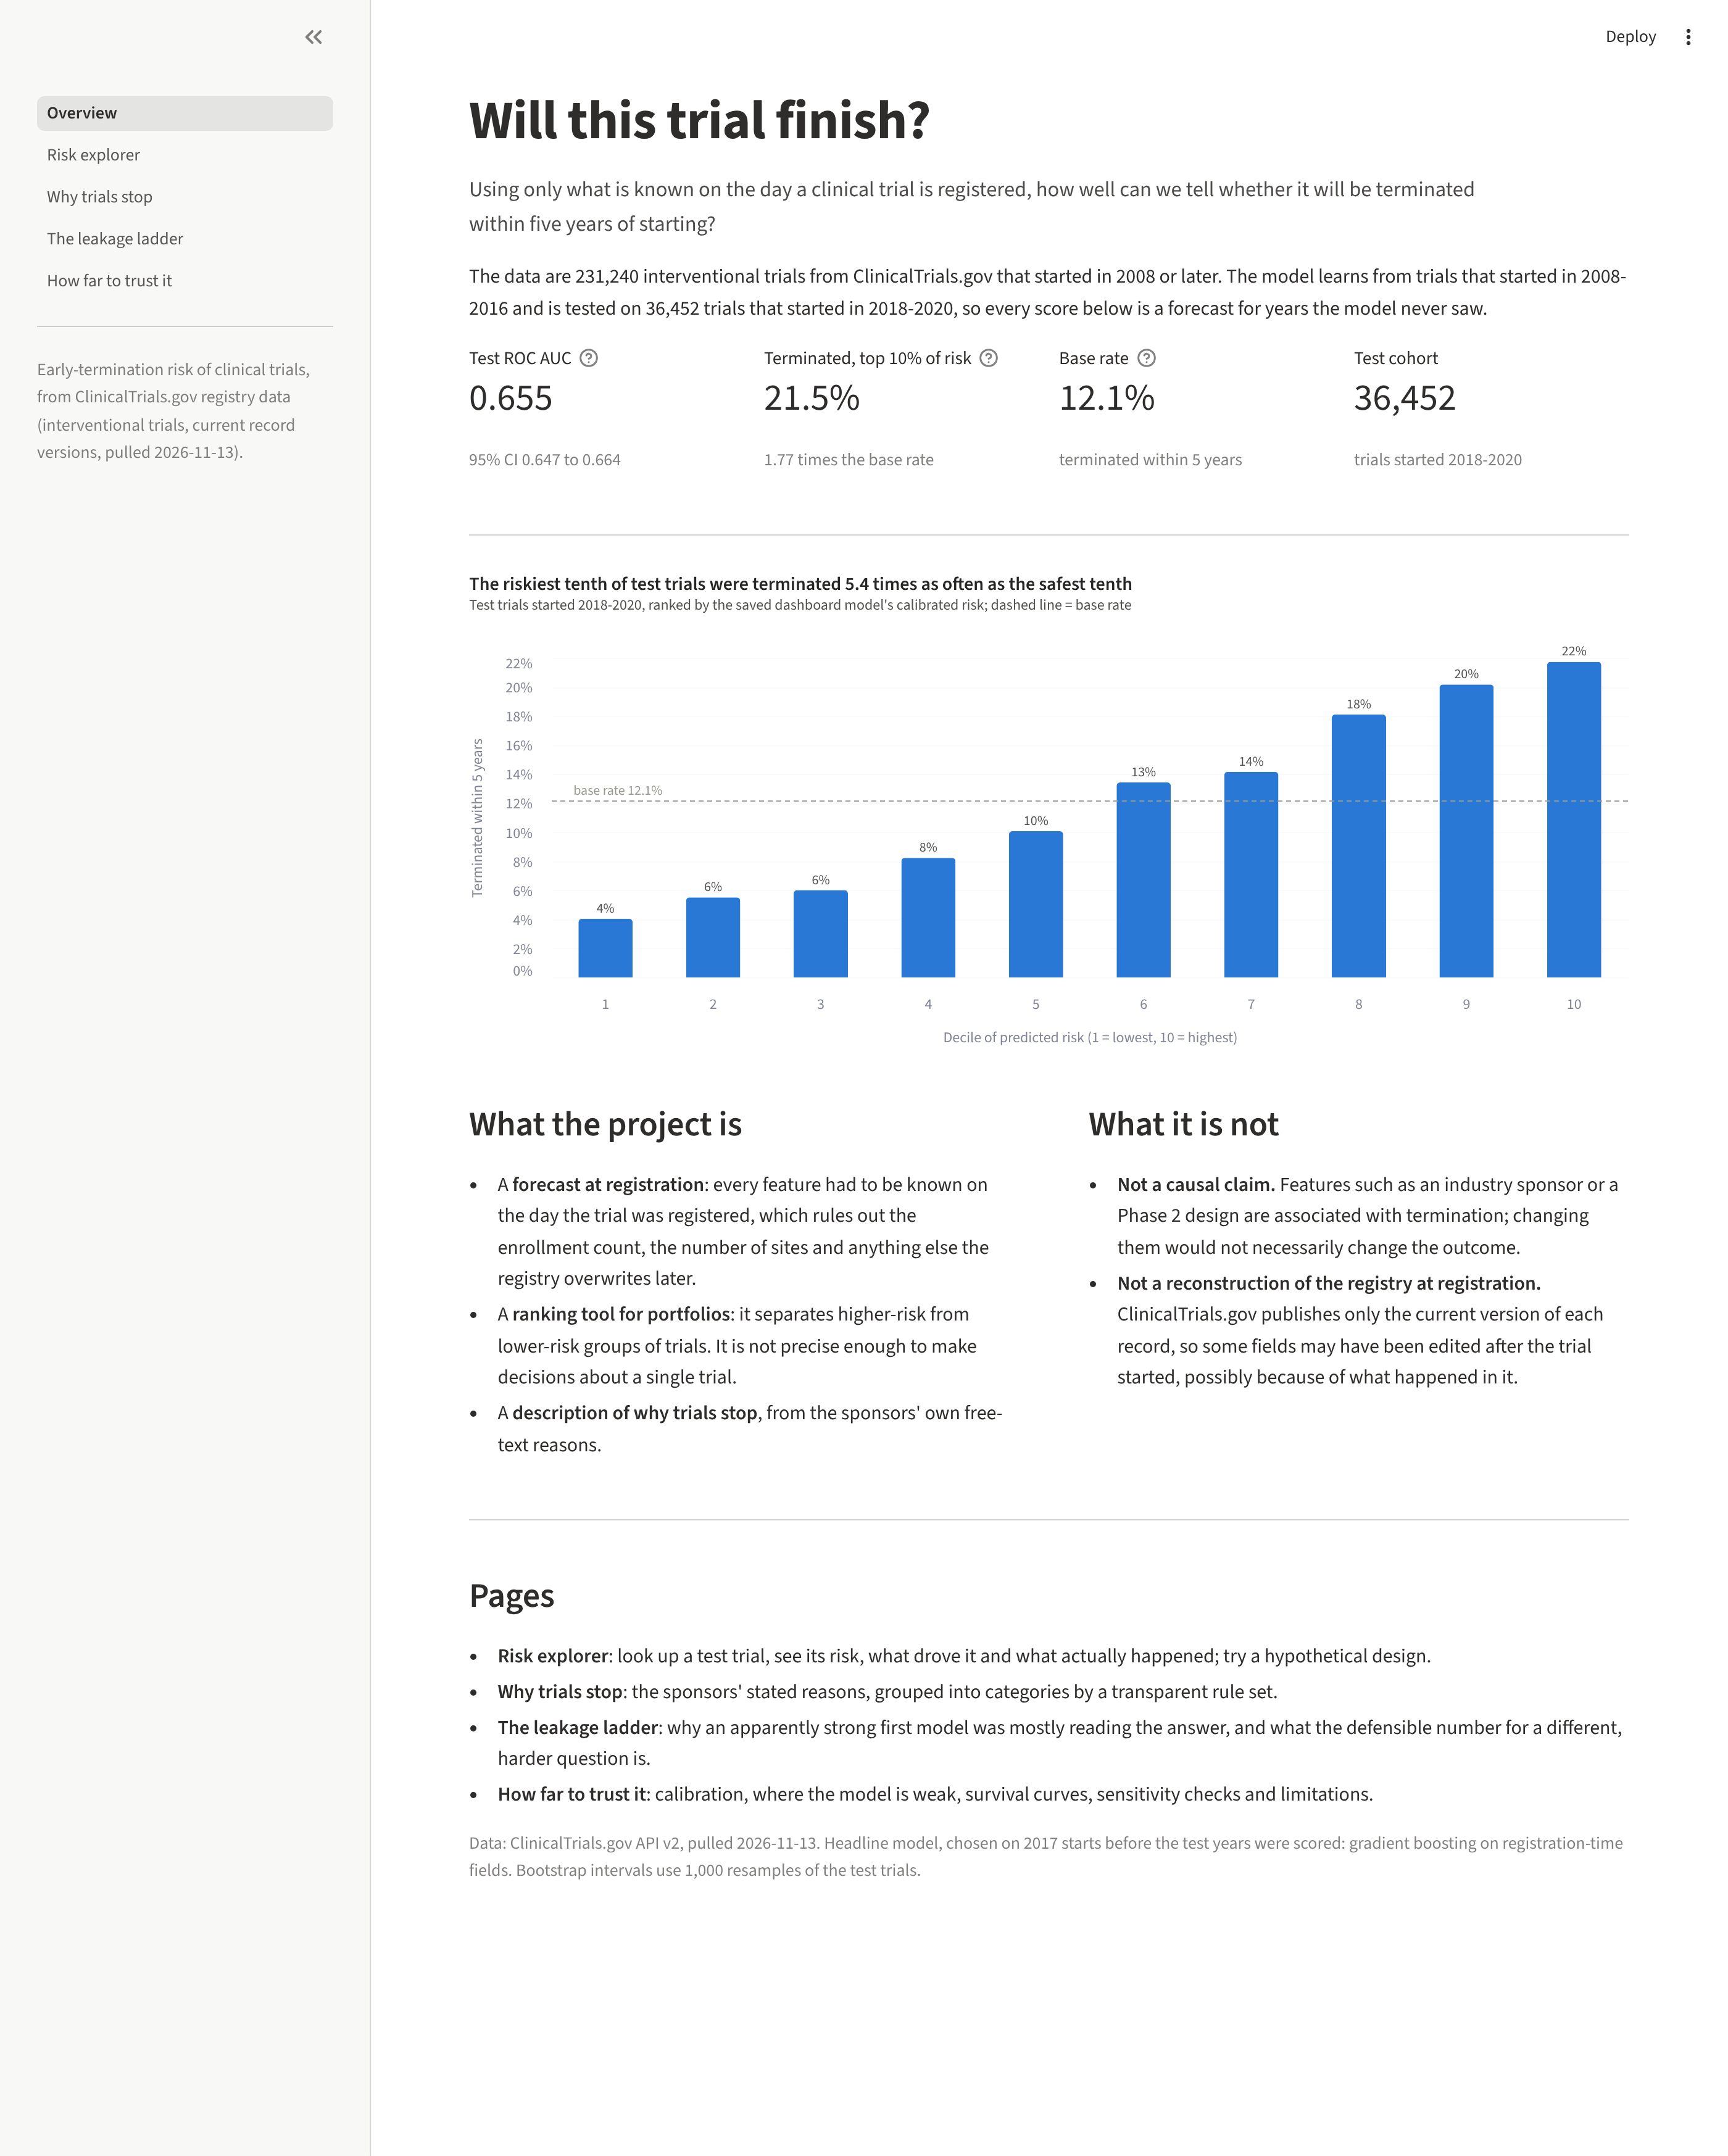 Deploy
Overview
Risk explorer
Why trials stop
The leakage ladder
How far to trust it
Early-termination risk of clinical trials,
from ClinicalTrials.gov registry data
(interventional trials, current record
versions, pulled 2026-11-13).
Will this trial finish?
Using only what is known on the day a clinical trial is registered, how well can we tell whether it will be terminated
within five years of starting?
The data are 231,240 interventional trials from ClinicalTrials.gov that started in 2008 or later. The model learns from trials that started in 2008-
2016 and is tested on 36,452 trials that started in 2018-2020, so every score below is a forecast for years the model never saw.
Test ROC AUC
0.655
95% CI 0.647 to 0.664
Terminated, top 10% of risk
21.5%
1.77 times the base rate
Base rate
12.1%
terminated within 5 years
Test cohort
36,452
trials started 2018-2020
The riskiest tenth of test trials were terminated 5.4 times as often as the safest tenth
Test trials started 2018-2020, ranked by the saved dashboard model's calibrated risk; dashed line = base rate
Terminated within 5 years
22%
20%
18%
16%
14%
12%
10%
8%
6%
4%
2%
0%
base rate 12.1%
4%
6%
6%
8%
10%
13%
14%
18%
20%
22%
1 2 3 4 5 6 7 8 9 10
Decile of predicted risk (1 = lowest, 10 = highest)
What the project is
• A forecast at registration: every feature had to be known on
the day the trial was registered, which rules out the
enrollment count, the number of sites and anything else the
registry overwrites later.
• A ranking tool for portfolios: it separates higher-risk from
lower-risk groups of trials. It is not precise enough to make
decisions about a single trial.
• A description of why trials stop, from the sponsors' own free-
text reasons.
What it is not
• Not a causal claim. Features such as an industry sponsor or a
Phase 2 design are associated with termination; changing
them would not necessarily change the outcome.
• Not a reconstruction of the registry at registration.
ClinicalTrials.gov publishes only the current version of each
record, so some fields may have been edited after the trial
started, possibly because of what happened in it.
Pages
• Risk explorer: look up a test trial, see its risk, what drove it and what actually happened; try a hypothetical design.
• Why trials stop: the sponsors' stated reasons, grouped into categories by a transparent rule set.
• The leakage ladder: why an apparently strong first model was mostly reading the answer, and what the defensible number for a different,
harder question is.
• How far to trust it: calibration, where the model is weak, survival curves, sensitivity checks and limitations.
Data: ClinicalTrials.gov API v2, pulled 2026-11-13. Headline model, chosen on 2017 starts before the test years were scored: gradient boosting on registration-time
fields. Bootstrap intervals use 1,000 resamples of the test trials.